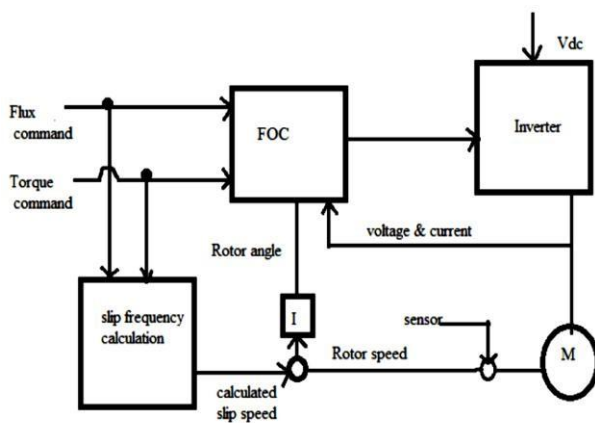 Vdc
Flux
command
FOC
Inverter
Torque
command
voltage & current
Rotor angle
slip frequency
calculation
I
sensor
Rotor speed
M
calculated
slip speed